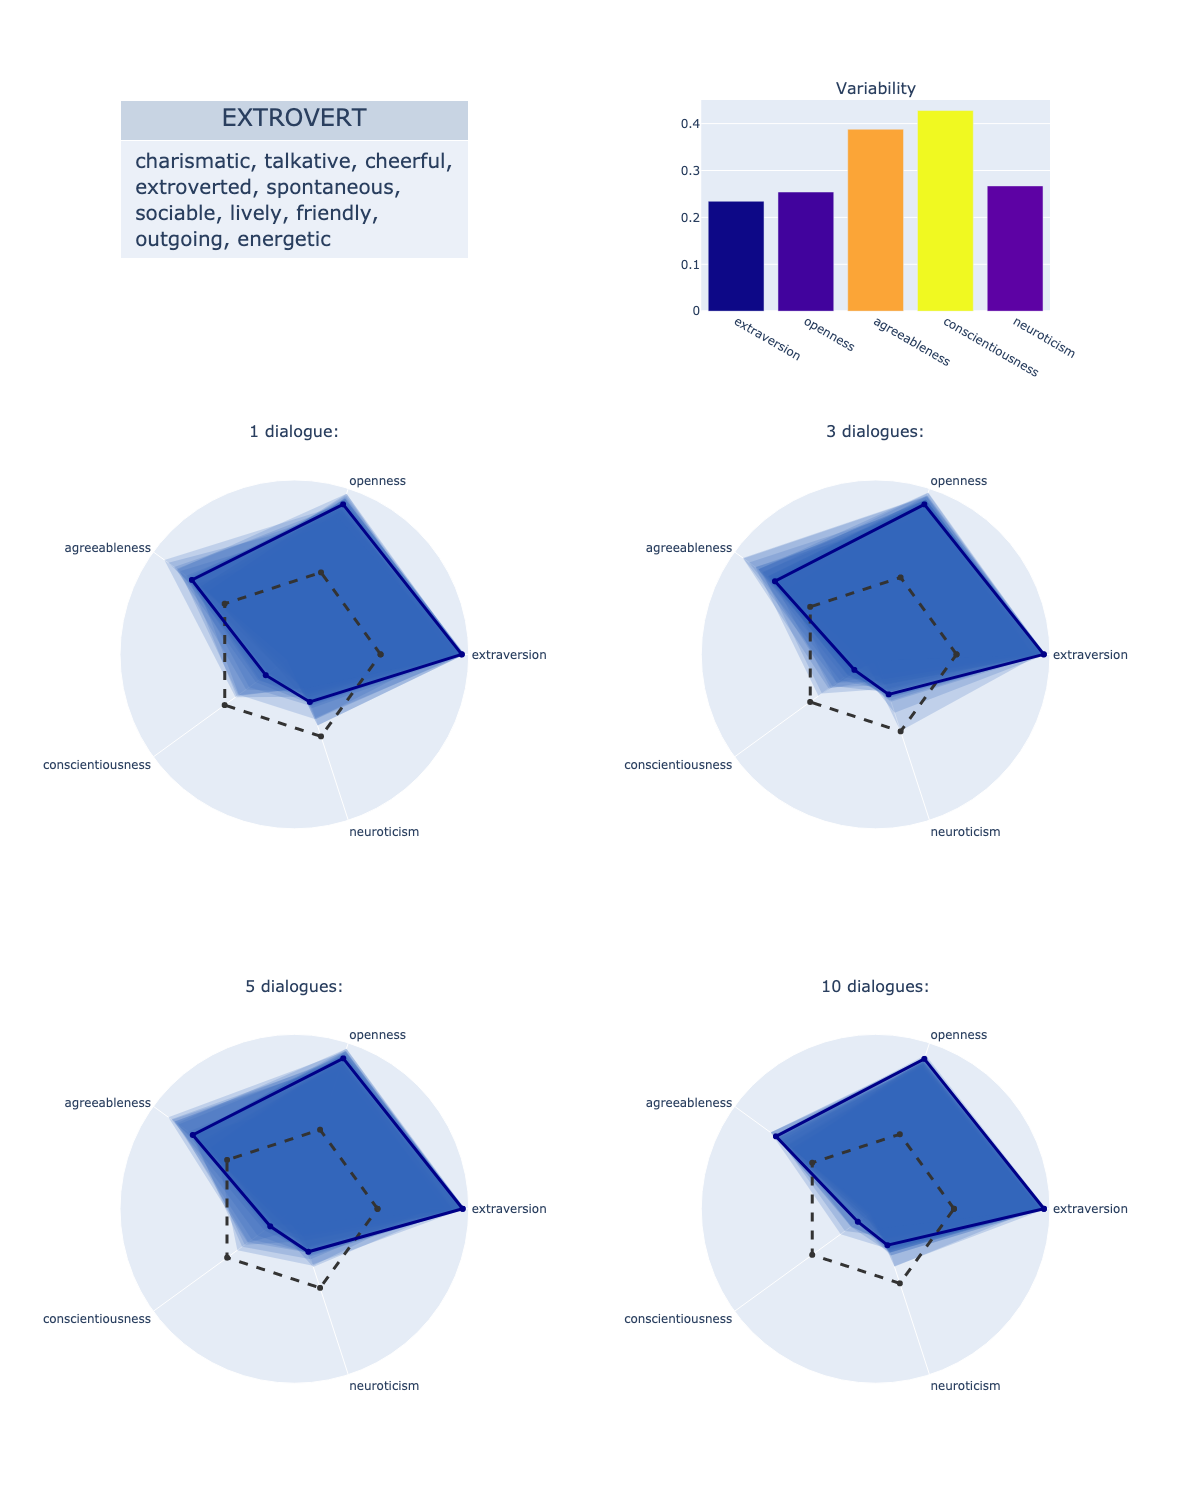 EXTROVERT
charismatic, talkative, cheerful,
extroverted, spontaneous,
sociable, lively, friendly,
outgoing, energetic
Variability
0.4
0.3
0.2
0.1
0
extraversion
openness
agreeableness
conscientiousness
neuroticism
1 dialogue:
openness
agreeableness
extraversion
conscientiousness
neuroticism
3 dialogues:
openness
agreeableness
extraversion
conscientiousness
neuroticism
5 dialogues:
openness
agreeableness
extraversion
conscientiousness
neuroticism
10 dialogues:
openness
agreeableness
extraversion
conscientiousness
neuroticism